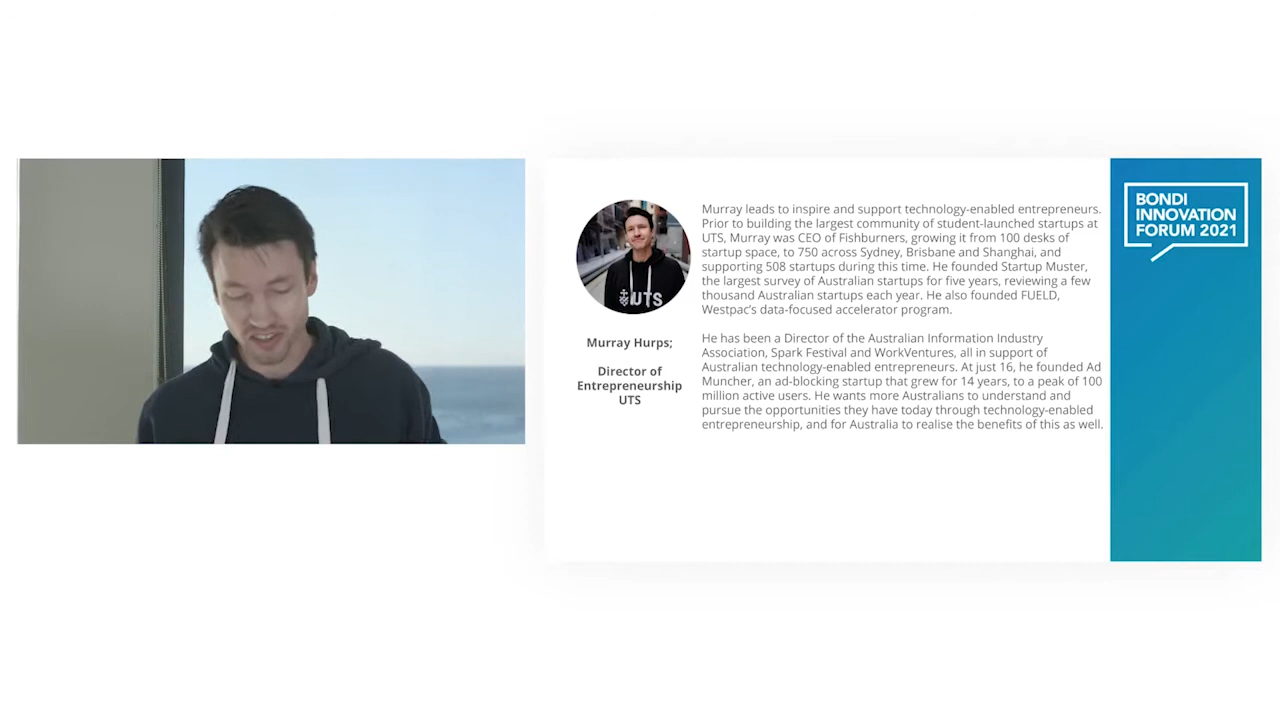 Murray leads to inspire and support technology-enabled entrepreneurs.
Prior to building the largest community of student-launched startups at
UTS, Murray was CEO of Fishburners, growing it from 100 desks of
startup space, to 750 across Sydney, Brisbane and Shanghai, and
supporting 508 startups during this time. He founded Startup Muster,
the largest survey of Australian startups for five years, reviewing a few
thousand Australian startups each year. He also founded FUELD,
Westpac's data-focused accelerator program.
He has been a Director of the Australian Information Industry
Association, Spark Festival and WorkVentures, all in support of
Australian technology-enabled entrepreneurs. At just 16, he founded Ad
Muncher, an ad-blocking startup that grew for 14 years, to a peak of 100
million active users. He wants more Australians to understand and
pursue the opportunities they have today through technology-enabled
entrepreneurship, and for Australia to realise the benefits of this as well.
UTS
Murray Hurps;
Director of
Entrepreneurship
UTS
BONDI
INNOVATION
FORUM 2021